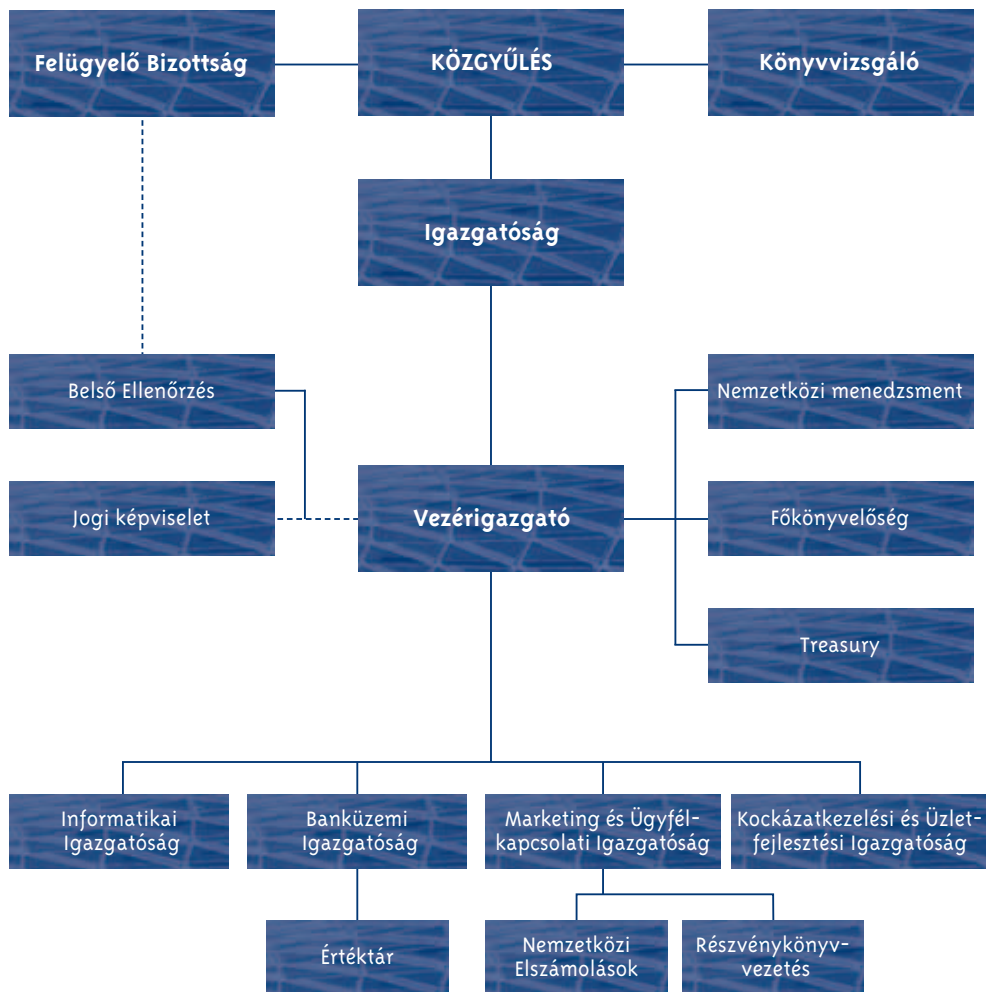 Felügyelő Bizottság
KÖZGYŰLÉS
Könyvvizsgáló
Igazgatóság
Belső Ellenőrzés
Nemzetközi menedzsment
Jogi képviselet
Vezérigazgató
Főkönyvelőség
Treasury
Informatikai
Igazgatóság
Banküzemi
Igazgatóság
Marketing és Ügyfél-
kapcsolati Igazgatóság
Kockázatkezelési és Üzlet-
fejlesztési Igazgatóság
Értéktár
Nemzetközi
Elszámolások
Részvénykönyv-
vezetés